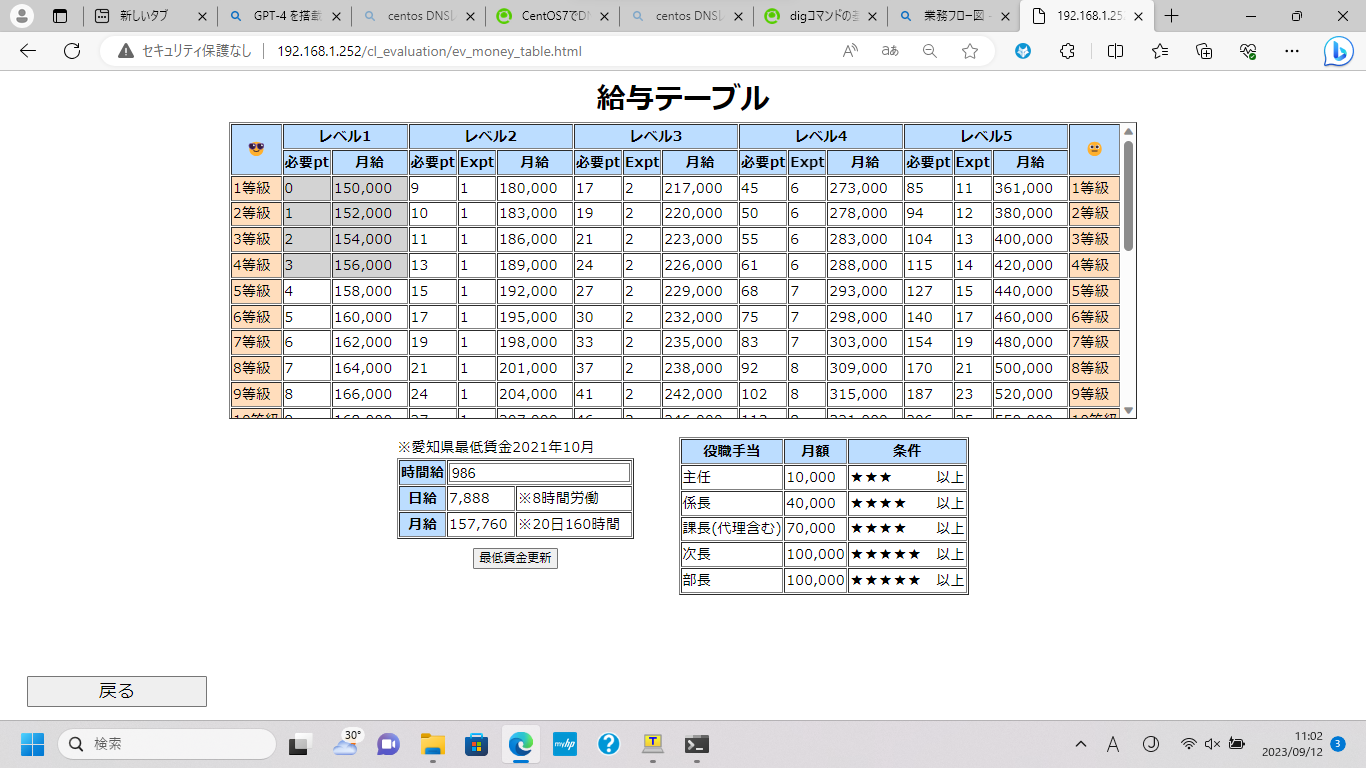 新しいタブ
GPT-4 を搭載
centos DNSレ
CentOS7でDN
centos DNSレ
digコマンドの
業務フロー図 -
192.168.1.25
セキュリティ保護なし 192.168.1.252/cl_evaluation/ev_money_table.html
給与テーブル
😎 レベル1 レベル2 レベル3 レベル4 レベル5 😐
必要pt 月給 必要pt Expt 月給 必要pt Expt 月給 必要pt Expt 月給 必要pt Expt 月給
1等級 0 150,000 9 1 180,000 17 2 217,000 45 6 273,000 85 11 361,000 1等級
2等級 1 152,000 10 1 183,000 19 2 220,000 50 6 278,000 94 12 380,000 2等級
3等級 2 154,000 11 1 186,000 21 2 223,000 55 6 283,000 104 13 400,000 3等級
4等級 3 156,000 13 1 189,000 24 2 226,000 61 6 288,000 115 14 420,000 4等級
5等級 4 158,000 15 1 192,000 27 2 229,000 68 7 293,000 127 15 440,000 5等級
6等級 5 160,000 17 1 195,000 30 2 232,000 75 7 298,000 140 17 460,000 6等級
7等級 6 162,000 19 1 198,000 33 2 235,000 83 7 303,000 154 19 480,000 7等級
8等級 7 164,000 21 1 201,000 37 2 238,000 92 8 309,000 170 21 500,000 8等級
9等級 8 166,000 24 1 204,000 41 2 242,000 102 8 315,000 187 23 520,000 9等級
※愛知県最低賃金2021年10月
時間給 986
日給 7,888 ※8時間労働
月給 157,760 ※20日160時間
最低賃金更新
役職手当 月額 条件
主任 10,000 ★★★ 以上
係長 40,000 ★★★★ 以上
課長(代理含む) 70,000 ★★★★ 以上
次長 100,000 ★★★★★ 以上
部長 100,000 ★★★★★ 以上
戻る
検索
30°
myhp
A
11:02
2023/09/12
3